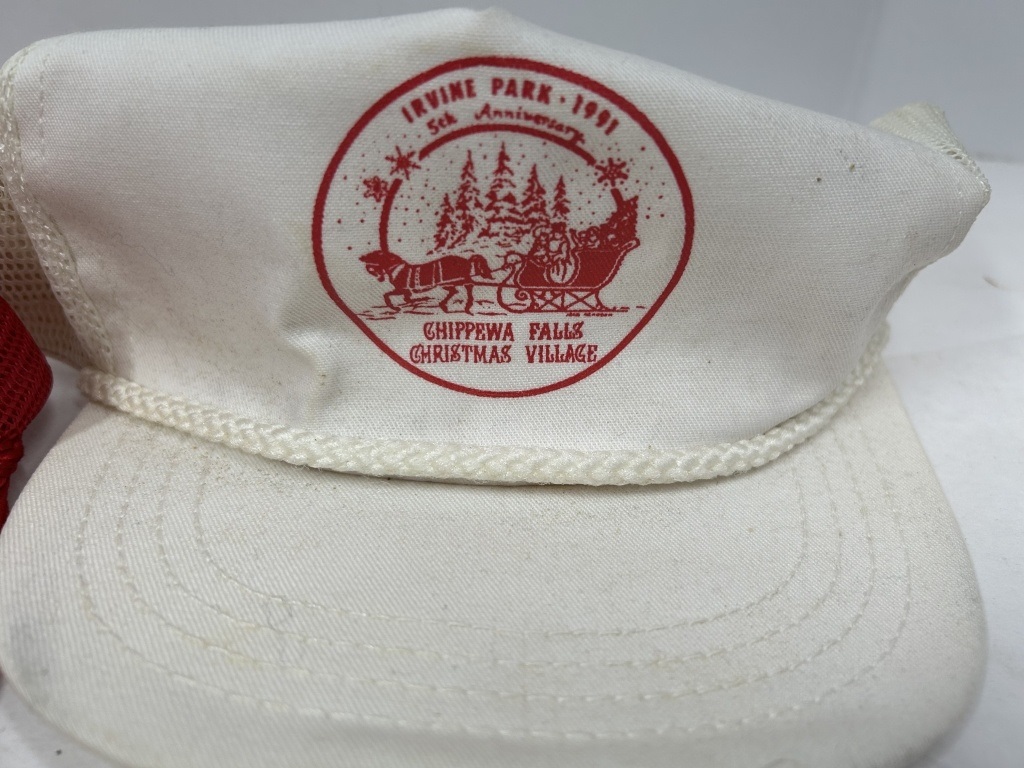 IRVINE PARK · 1991
5th Anniversary
CHIPPEWA FALLS
CHRISTMAS VILLAGE